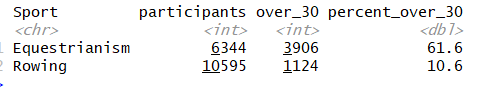 Sport participants over_30 percent_over_30
<chr> <int> <int> <dbl>
1 Equestrianism 6344 3906 61.6
2 Rowing 10595 1124 10.6
>